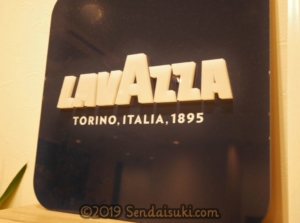 LAVAZZA
TORINO, ITALIA, 1895
©2019 Sendaisuki.com